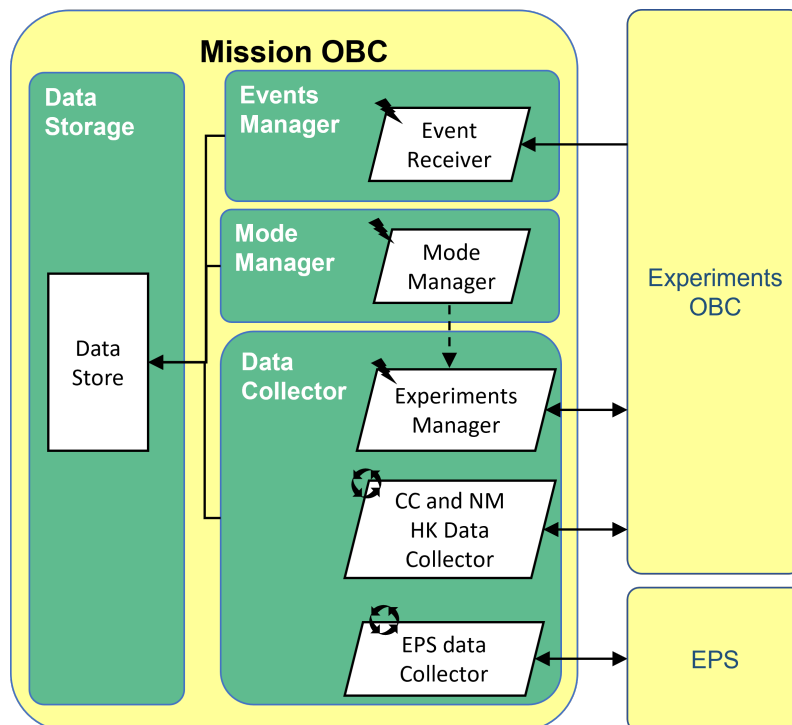 Mission OBC
Data
Storage
Data
Store
Events
Manager
Event
Receiver
Mode
Manager
Mode
Manager
Data
Collector
Experiments
Manager
CC and NM
HK Data
Collector
EPS data
Collector
Experiments
OBC
EPS